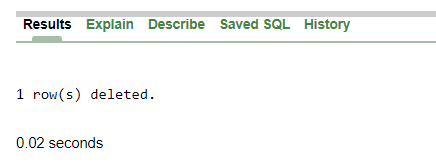 Results Explain Describe Saved SQL History
1 row(s) deleted.
0.02 seconds